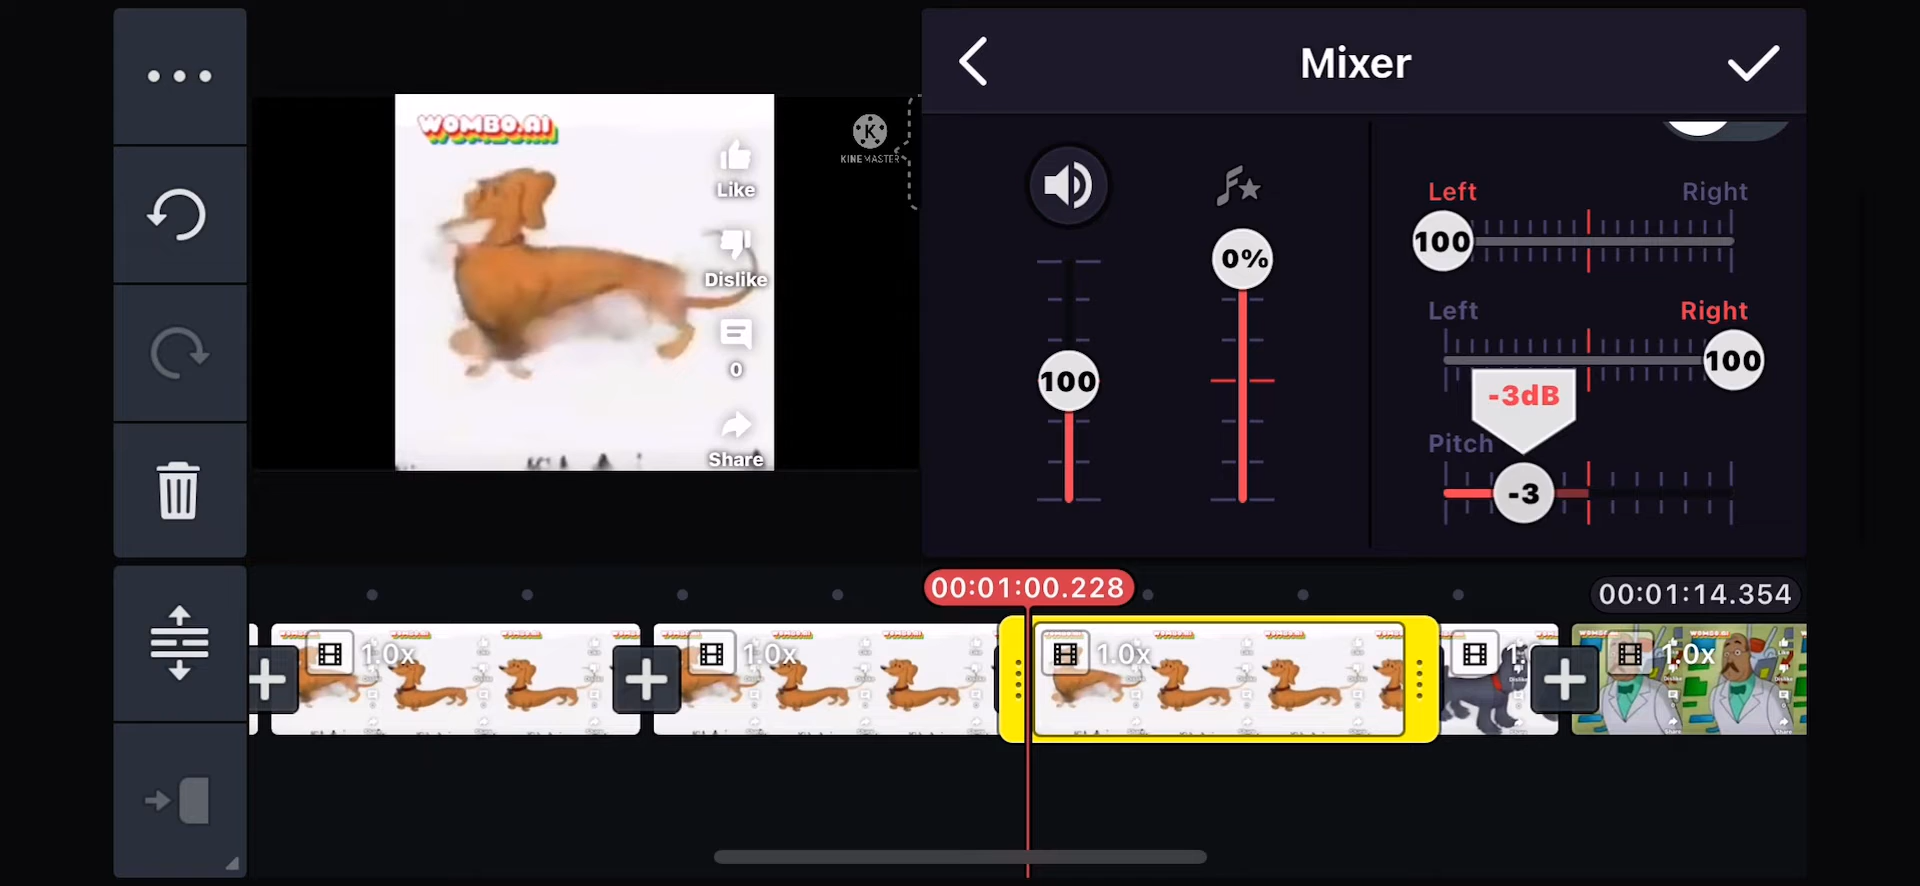 Mixer
WOMBO.AI
Like
Dislike
0
Share
K
KINEMASTER
100
0%
Left
Right
100
Left
Right
100
-3dB
Pitch
-3
00:01:00.228
00:01:14.354
1.0x
1.0x
1.0x
1.
1.0x